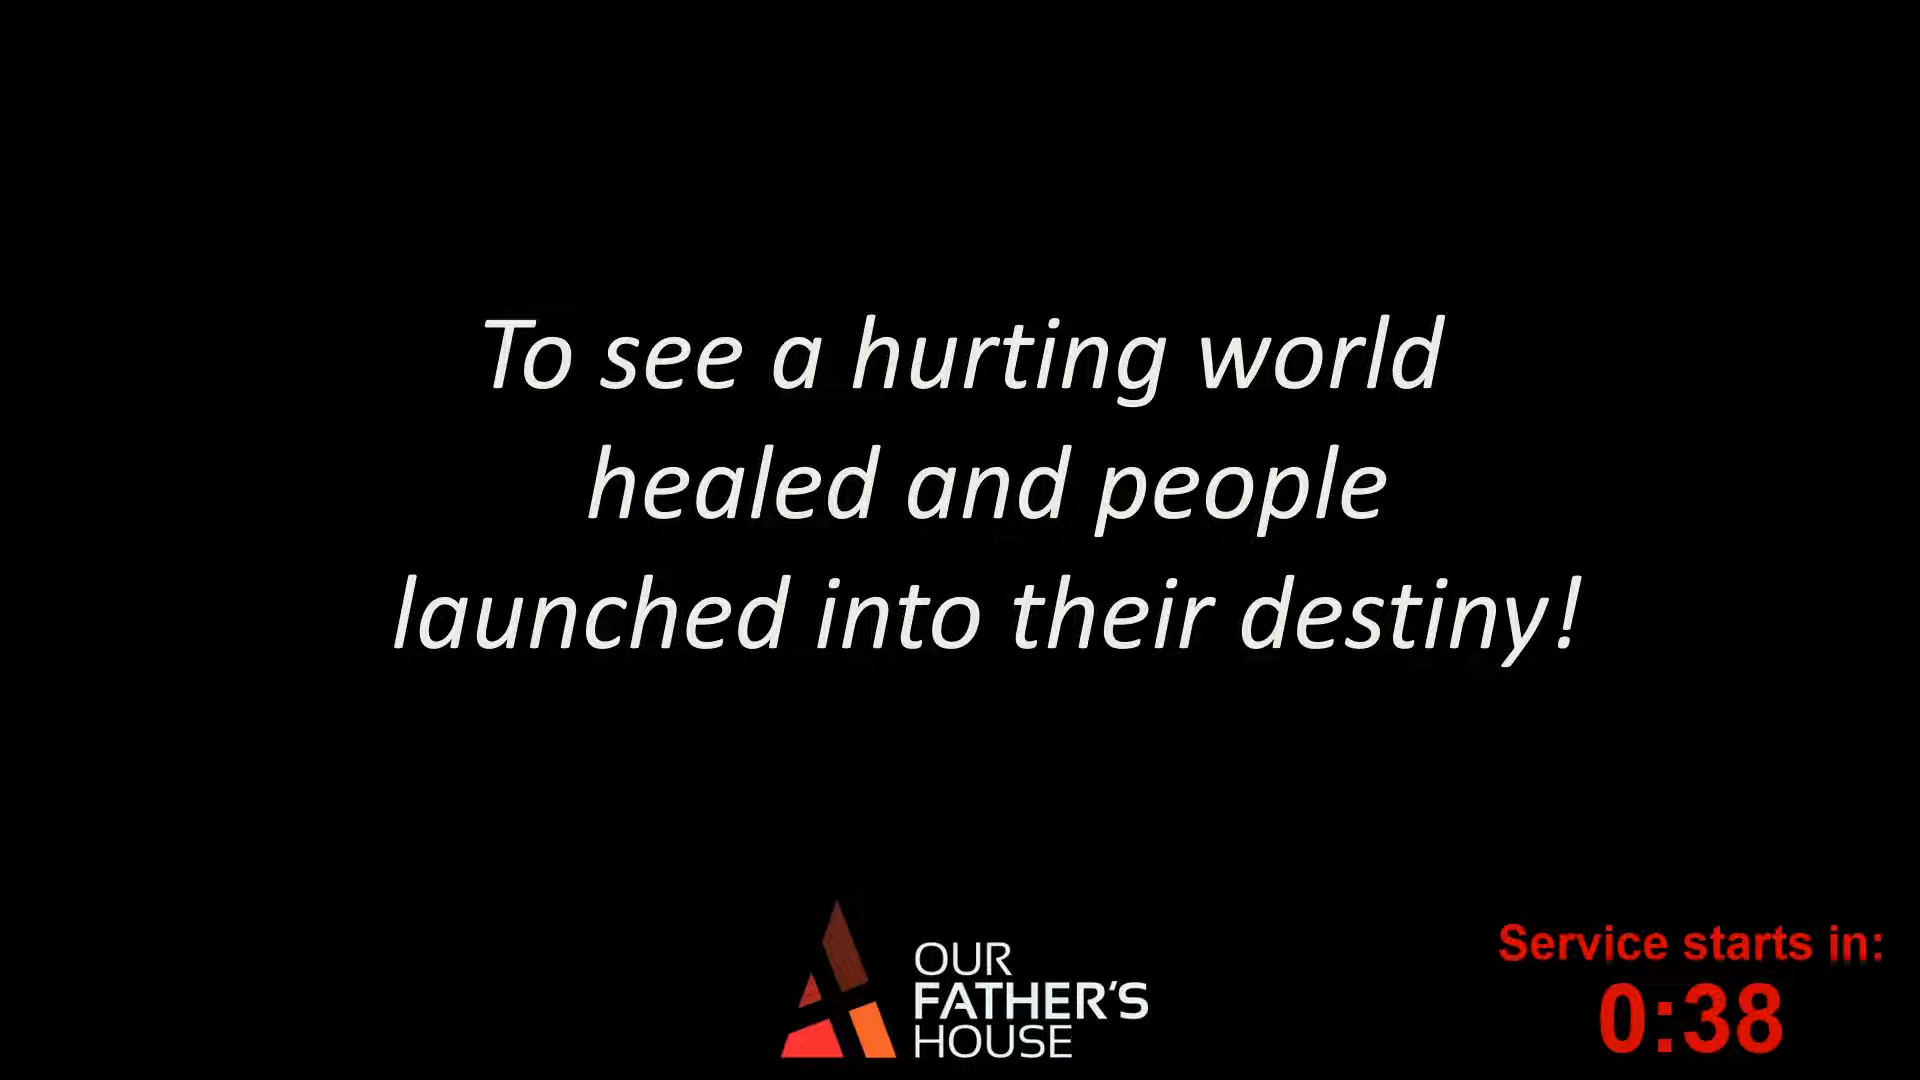 To see a hurting world
healed and people
launched into their destiny!
OUR
FATHER'S
HOUSE
Service starts in:
0:38